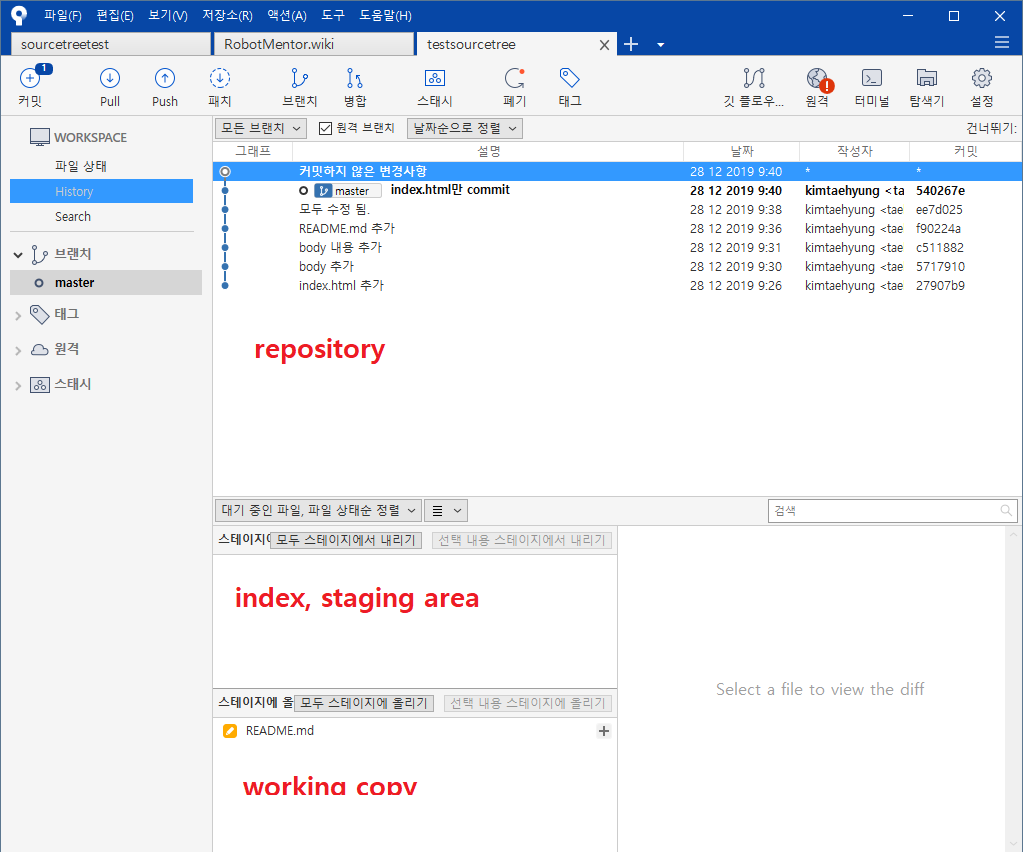 파일(F) 편집(E) 보기(V) 저장소(R) 액션(A) 도구 도움말(H)
sourcetreetest RobotMentor.wiki testsourcetree
1
커밋 Pull Push 패치 브랜치 병합 스태시 폐기 태그 깃 플로우... 원격 터미널 탐색기 설정
WORKSPACE
파일 상태
History
Search
브랜치
master
태그
원격
스태시
모든 브랜치 원격 브랜치 날짜순으로 정렬 건너뛰기:
그래프 설명 날짜 작성자 커밋
커밋하지 않은 변경사항 28 12 2019 9:40 * *
master index.html만 commit 28 12 2019 9:40 kimtaehyung <ta 540267e
모두 수정 됨. 28 12 2019 9:38 kimtaehyung <tae ee7d025
README.md 추가 28 12 2019 9:36 kimtaehyung <tae f90224a
body 내용 추가 28 12 2019 9:31 kimtaehyung <tae c511882
body 추가 28 12 2019 9:30 kimtaehyung <tae 5717910
index.html 추가 28 12 2019 9:26 kimtaehyung <tae 27907b9
repository
대기 중인 파일, 파일 상태순 정렬 검색
스테이지에 모두 스테이지에서 내리기 선택 내용 스테이지에서 내리기
index, staging area
Select a file to view the diff
스테이지에 올 모두 스테이지에 올리기 선택 내용 스테이지에 올리기
README.md
working copy